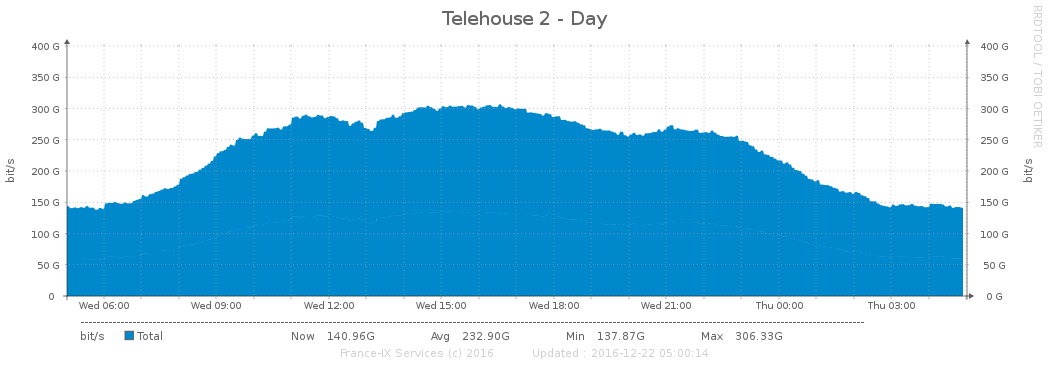 Telehouse 2 - Day
RRDTOOL / TOBI OETIKER
400 G 400 G
350 G 350 G
300 G 300 G
250 G 250 G
200 G 200 G
150 G 150 G
100 G 100 G
50 G 50 G
0 0 G
bit/s
bit/s
Wed 06:00 Wed 09:00 Wed 12:00 Wed 15:00 Wed 18:00 Wed 21:00 Thu 00:00 Thu 03:00
bit/s Total Now 140.96G Avg 232.90G Min 137.87G Max 306.33G
France-IX Services (c) 2016 Updated : 2016-12-22 05:00:14